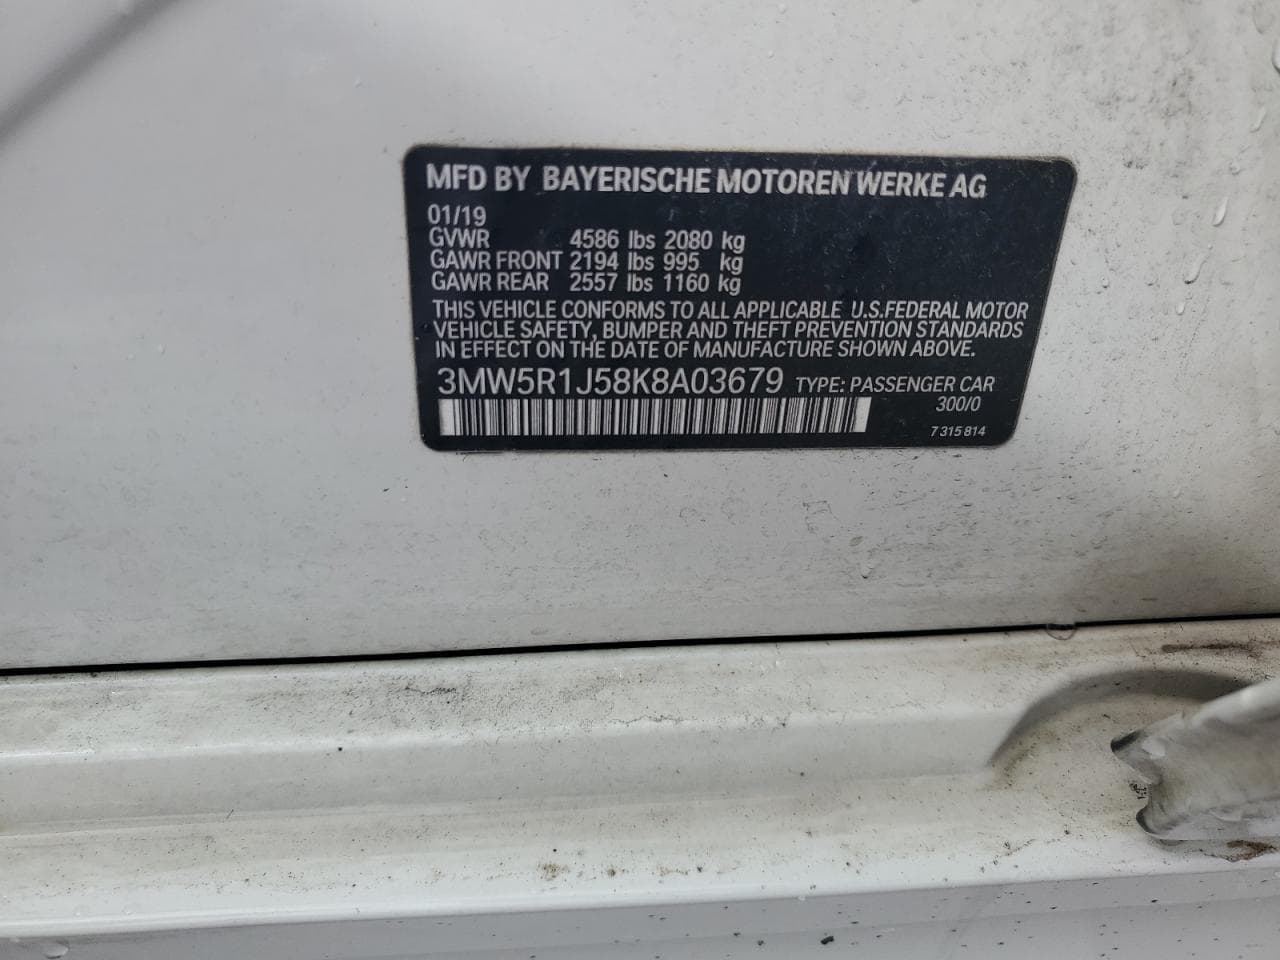 MFD BY BAYERISCHE MOTOREN WERKE AG
01/19
GVWR 4586 lbs 2080 kg
GAWR FRONT 2194 lbs 995 kg
GAWR REAR 2557 lbs 1160 kg
THIS VEHICLE CONFORMS TO ALL APPLICABLE U.S.FEDERAL MOTOR
VEHICLE SAFETY, BUMPER AND THEFT PREVENTION STANDARDS
IN EFFECT ON THE DATE OF MANUFACTURE SHOWN ABOVE.
3MW5R1J58K8A03679 TYPE: PASSENGER CAR
300/0
7 315 814